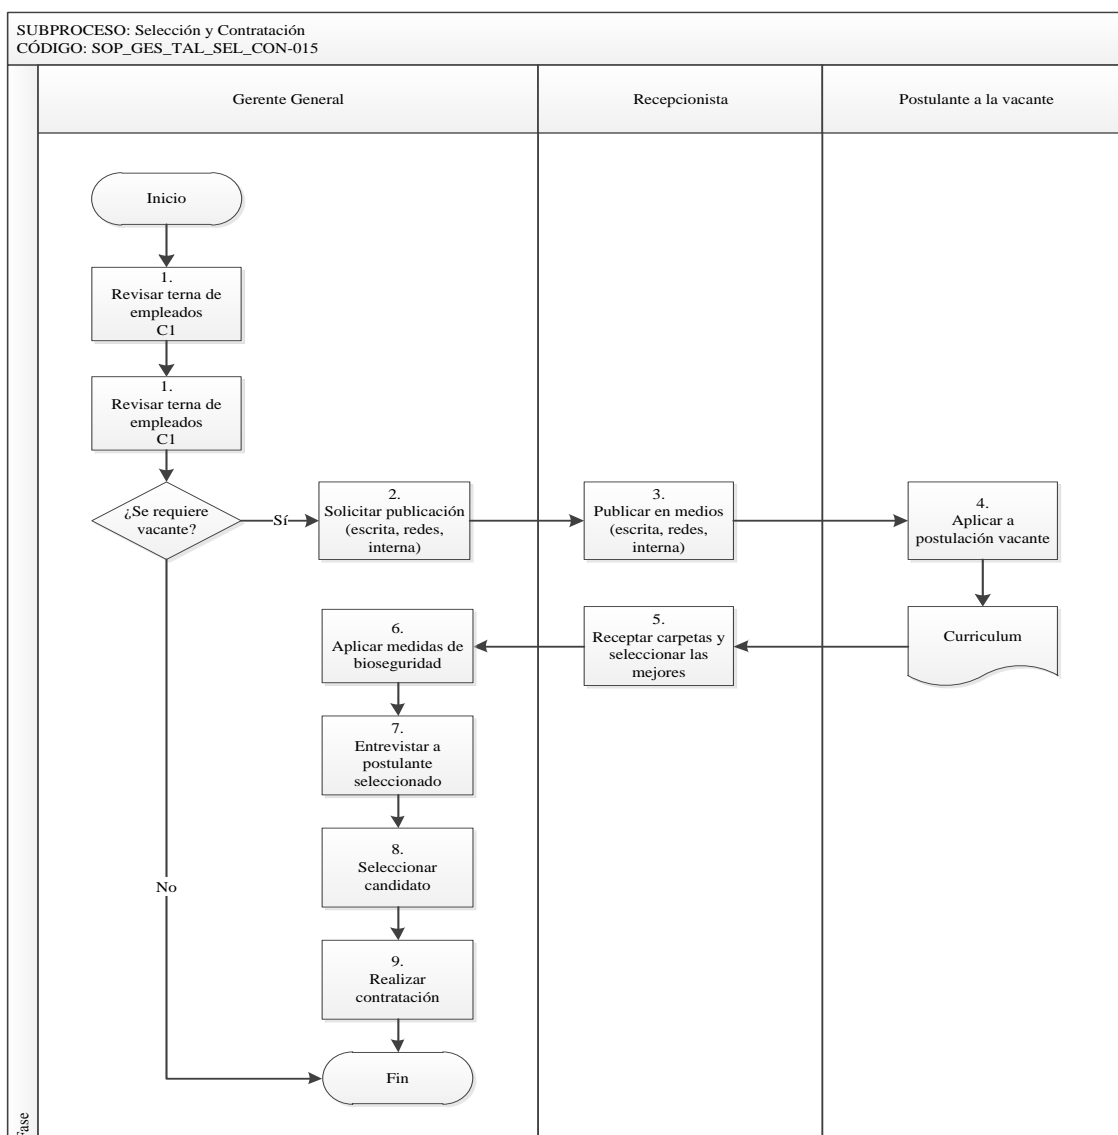 SUBPROCESO: Selección y Contratación
CÓDIGO: SOP_GES_TAL_SEL_CON-015
Gerente General
Recepcionista
Postulante a la vacante
Inicio
1.
Revisar terna de
empleados
C1
1.
Revisar terna de
empleados
C1
¿Se requiere
vacante?
Sí
2.
Solicitar publicación
(escrita, redes,
interna)
3.
Publicar en medios
(escrita, redes,
interna)
4.
Aplicar a
postulación vacante
Curriculum
5.
Receptar carpetas y
seleccionar las
mejores
6.
Aplicar medidas de
bioseguridad
7.
Entrevistar a
postulante
seleccionado
8.
Seleccionar
candidato
No
9.
Realizar
contratación
Fin
Fase